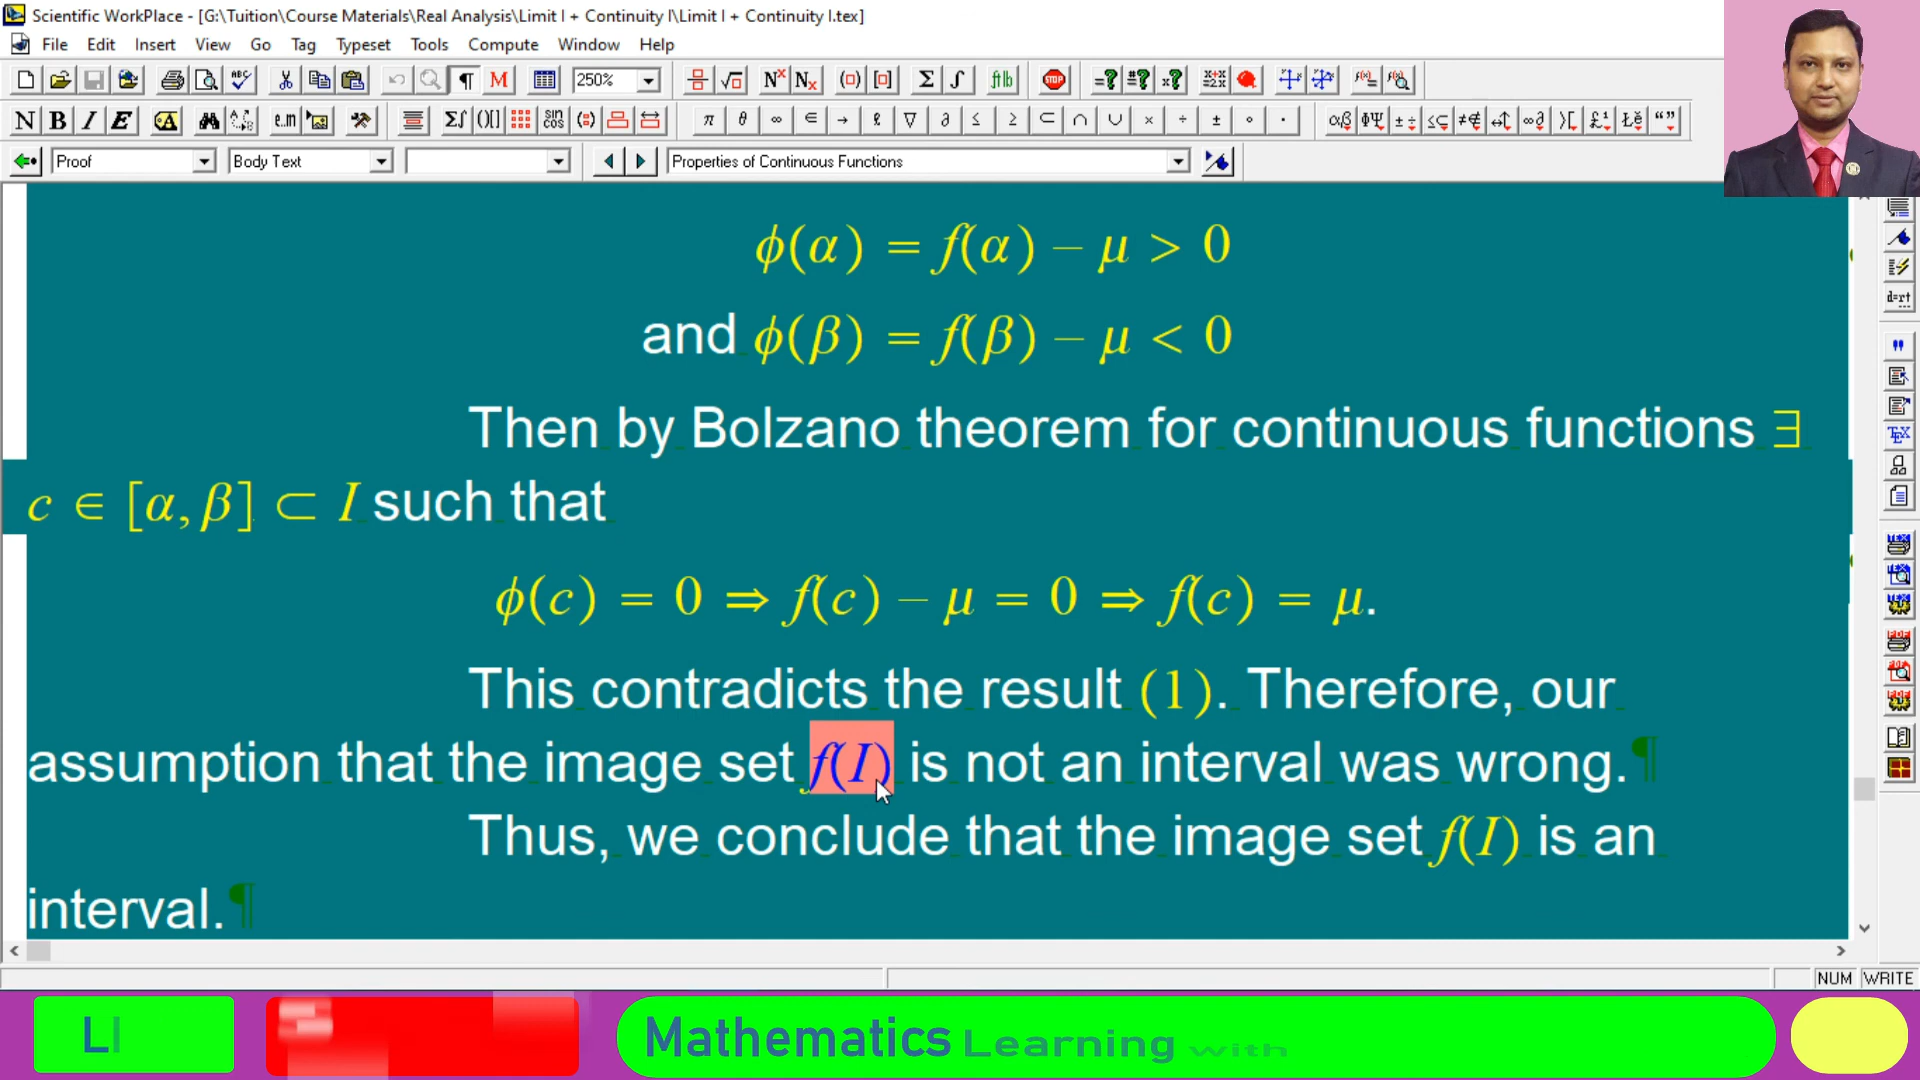 Scientific WorkPlace - [G:\Tuition\Course Materials\Real Analysis\Limit I + Continuity I\Limit I + Continuity I.tex]
File Edit Insert View Go Tag Typeset Tools Compute Window Help
250%
Proof Body Text Properties of Continuous Functions
ϕ(α) = f(α) − μ > 0
and ϕ(β) = f(β) − μ < 0
Then by Bolzano theorem for continuous functions ∃
c ∈ [α, β] ⊂ I such that
ϕ(c) = 0 ⇒ f(c) − μ = 0 ⇒ f(c) = μ.
This contradicts the result (1). Therefore, our
assumption that the image set f(I) is not an interval was wrong.¶
Thus, we conclude that the image set f(I) is an
interval.¶
NUM WRITE
LI
Mathematics Learning with